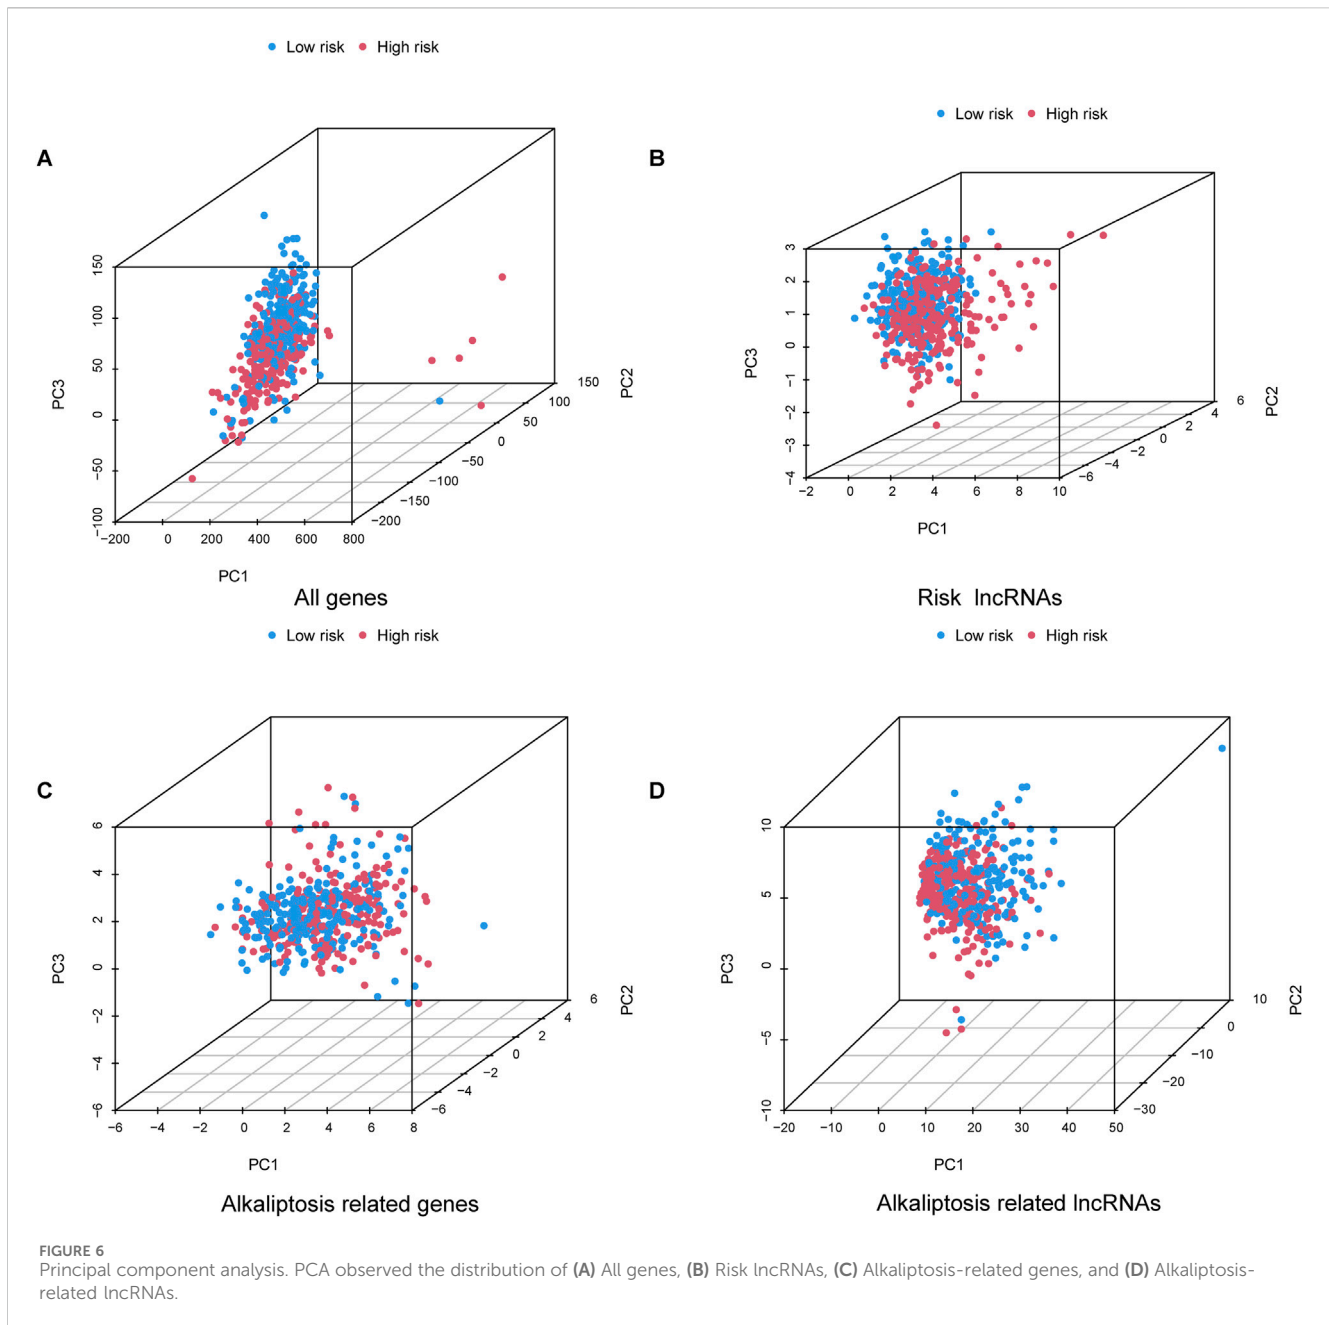 Low risk High risk
A
PC3
150
100
50
0
−50
−100
−200 0 200 400 600 800
PC1
−200
−150
−100
−50
0
50
100
150
PC2
All genes
Low risk High risk
B
PC3
3
2
1
0
−1
−2
−3
−4
−2 0 2 4 6 8 10
PC1
−6
−4
−2
0
2
4
6
PC2
Risk lncRNAs
Low risk High risk
C
PC3
6
4
2
0
−2
−4
−6
−6 −4 −2 0 2 4 6 8
PC1
−6
−4
−2
0
2
4
6
PC2
Alkaliptosis related genes
Low risk High risk
D
PC3
10
5
0
−5
−10
−20 −10 0 10 20 30 40 50
PC1
−30
−20
−10
0
10
PC2
Alkaliptosis related lncRNAs
FIGURE 6
Principal component analysis. PCA observed the distribution of (A) All genes, (B) Risk lncRNAs, (C) Alkaliptosis-related genes, and (D) Alkaliptosis-
related lncRNAs.